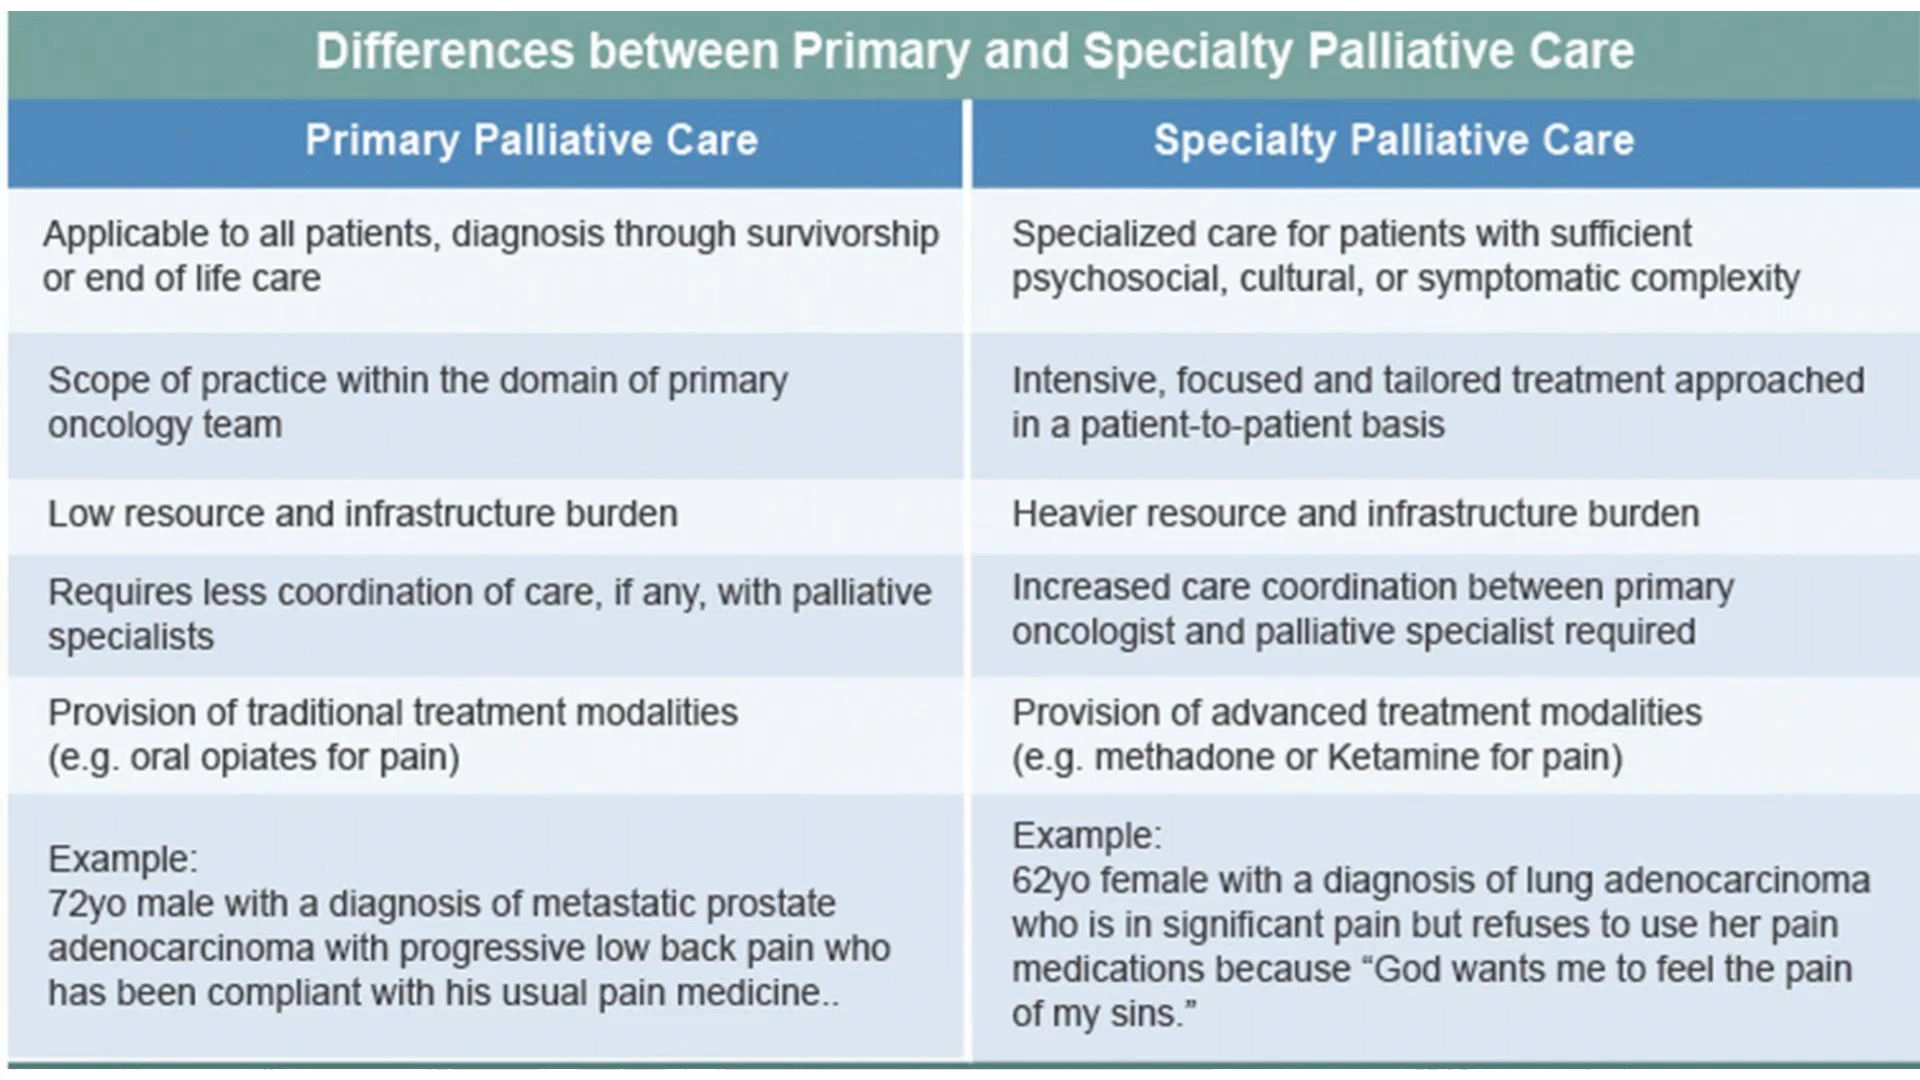 Differences between Primary and Specialty Palliative Care
Primary Palliative Care
Specialty Palliative Care
Applicable to all patients, diagnosis through survivorship
or end of life care
Specialized care for patients with sufficient
psychosocial, cultural, or symptomatic complexity
Scope of practice within the domain of primary
oncology team
Intensive, focused and tailored treatment approached
in a patient-to-patient basis
Low resource and infrastructure burden
Heavier resource and infrastructure burden
Requires less coordination of care, if any, with palliative
specialists
Increased care coordination between primary
oncologist and palliative specialist required
Provision of traditional treatment modalities
(e.g. oral opiates for pain)
Provision of advanced treatment modalities
(e.g. methadone or Ketamine for pain)
Example:
72yo male with a diagnosis of metastatic prostate
adenocarcinoma with progressive low back pain who
has been compliant with his usual pain medicine..
Example:
62yo female with a diagnosis of lung adenocarcinoma
who is in significant pain but refuses to use her pain
medications because “God wants me to feel the pain
of my sins.”